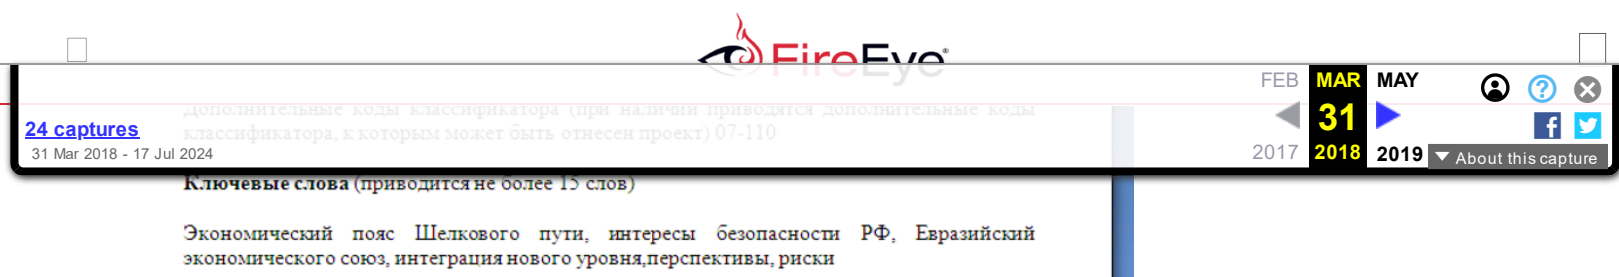 FireEye
FEB MAR MAY
Дополнительные коды классификатора (при наличии приводятся дополнительные коды
31
24 captures
классификатора, к которым может быть отнесен проект) 07-110
31 Mar 2018 - 17 Jul 2024
2017 2018 2019 About this capture
Ключевые слова (приводится не более 15 слов)
Экономический пояс Шелкового пути, интересы безопасности РФ, Евразийский
экономического союз, интеграция нового уровня,перспективы, риски